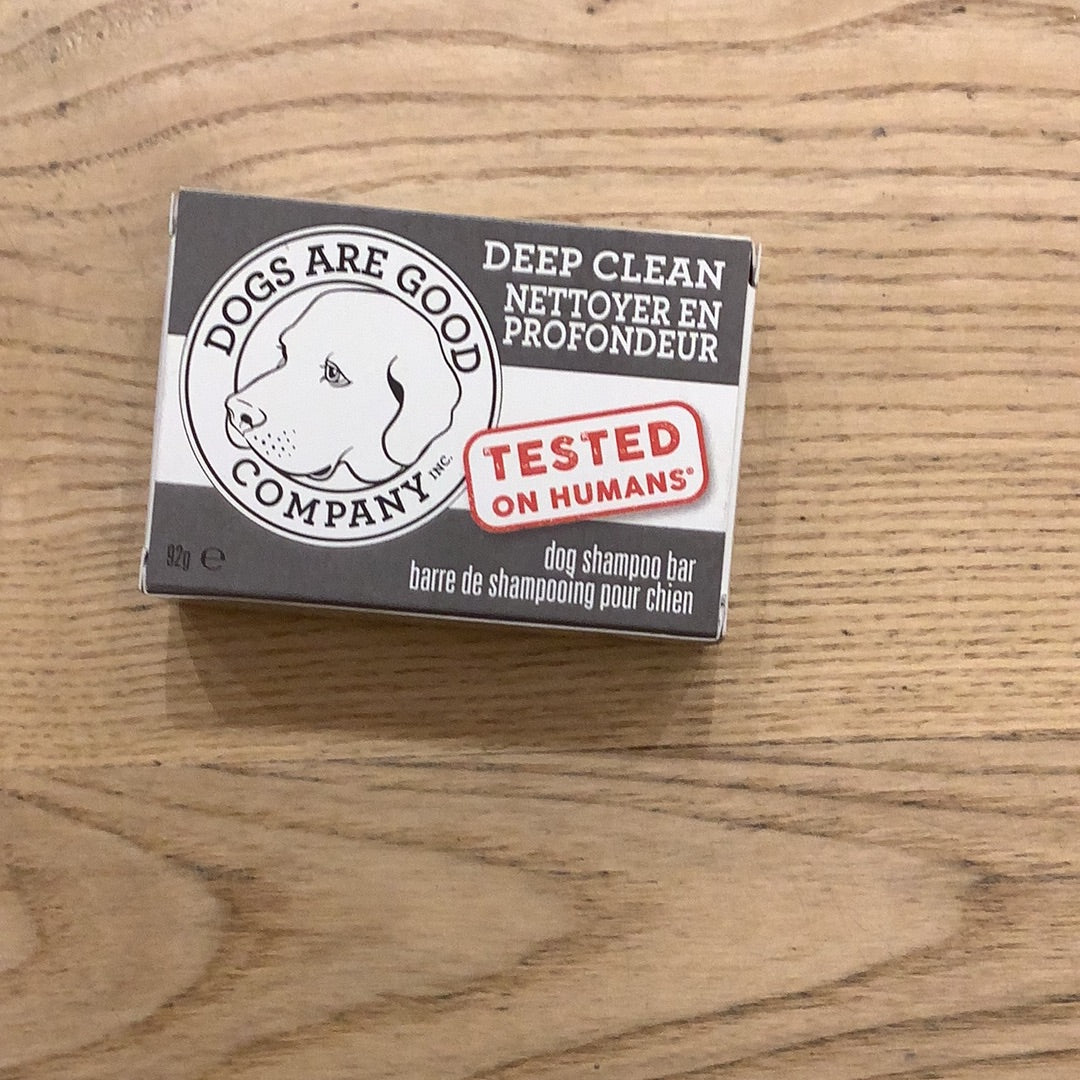 DOGS ARE GOOD
COMPANY INC.
DEEP CLEAN
NETTOYER EN
PROFONDEUR
TESTED
ON HUMANS®
92g ℮
dog shampoo bar
barre de shampooing pour chien